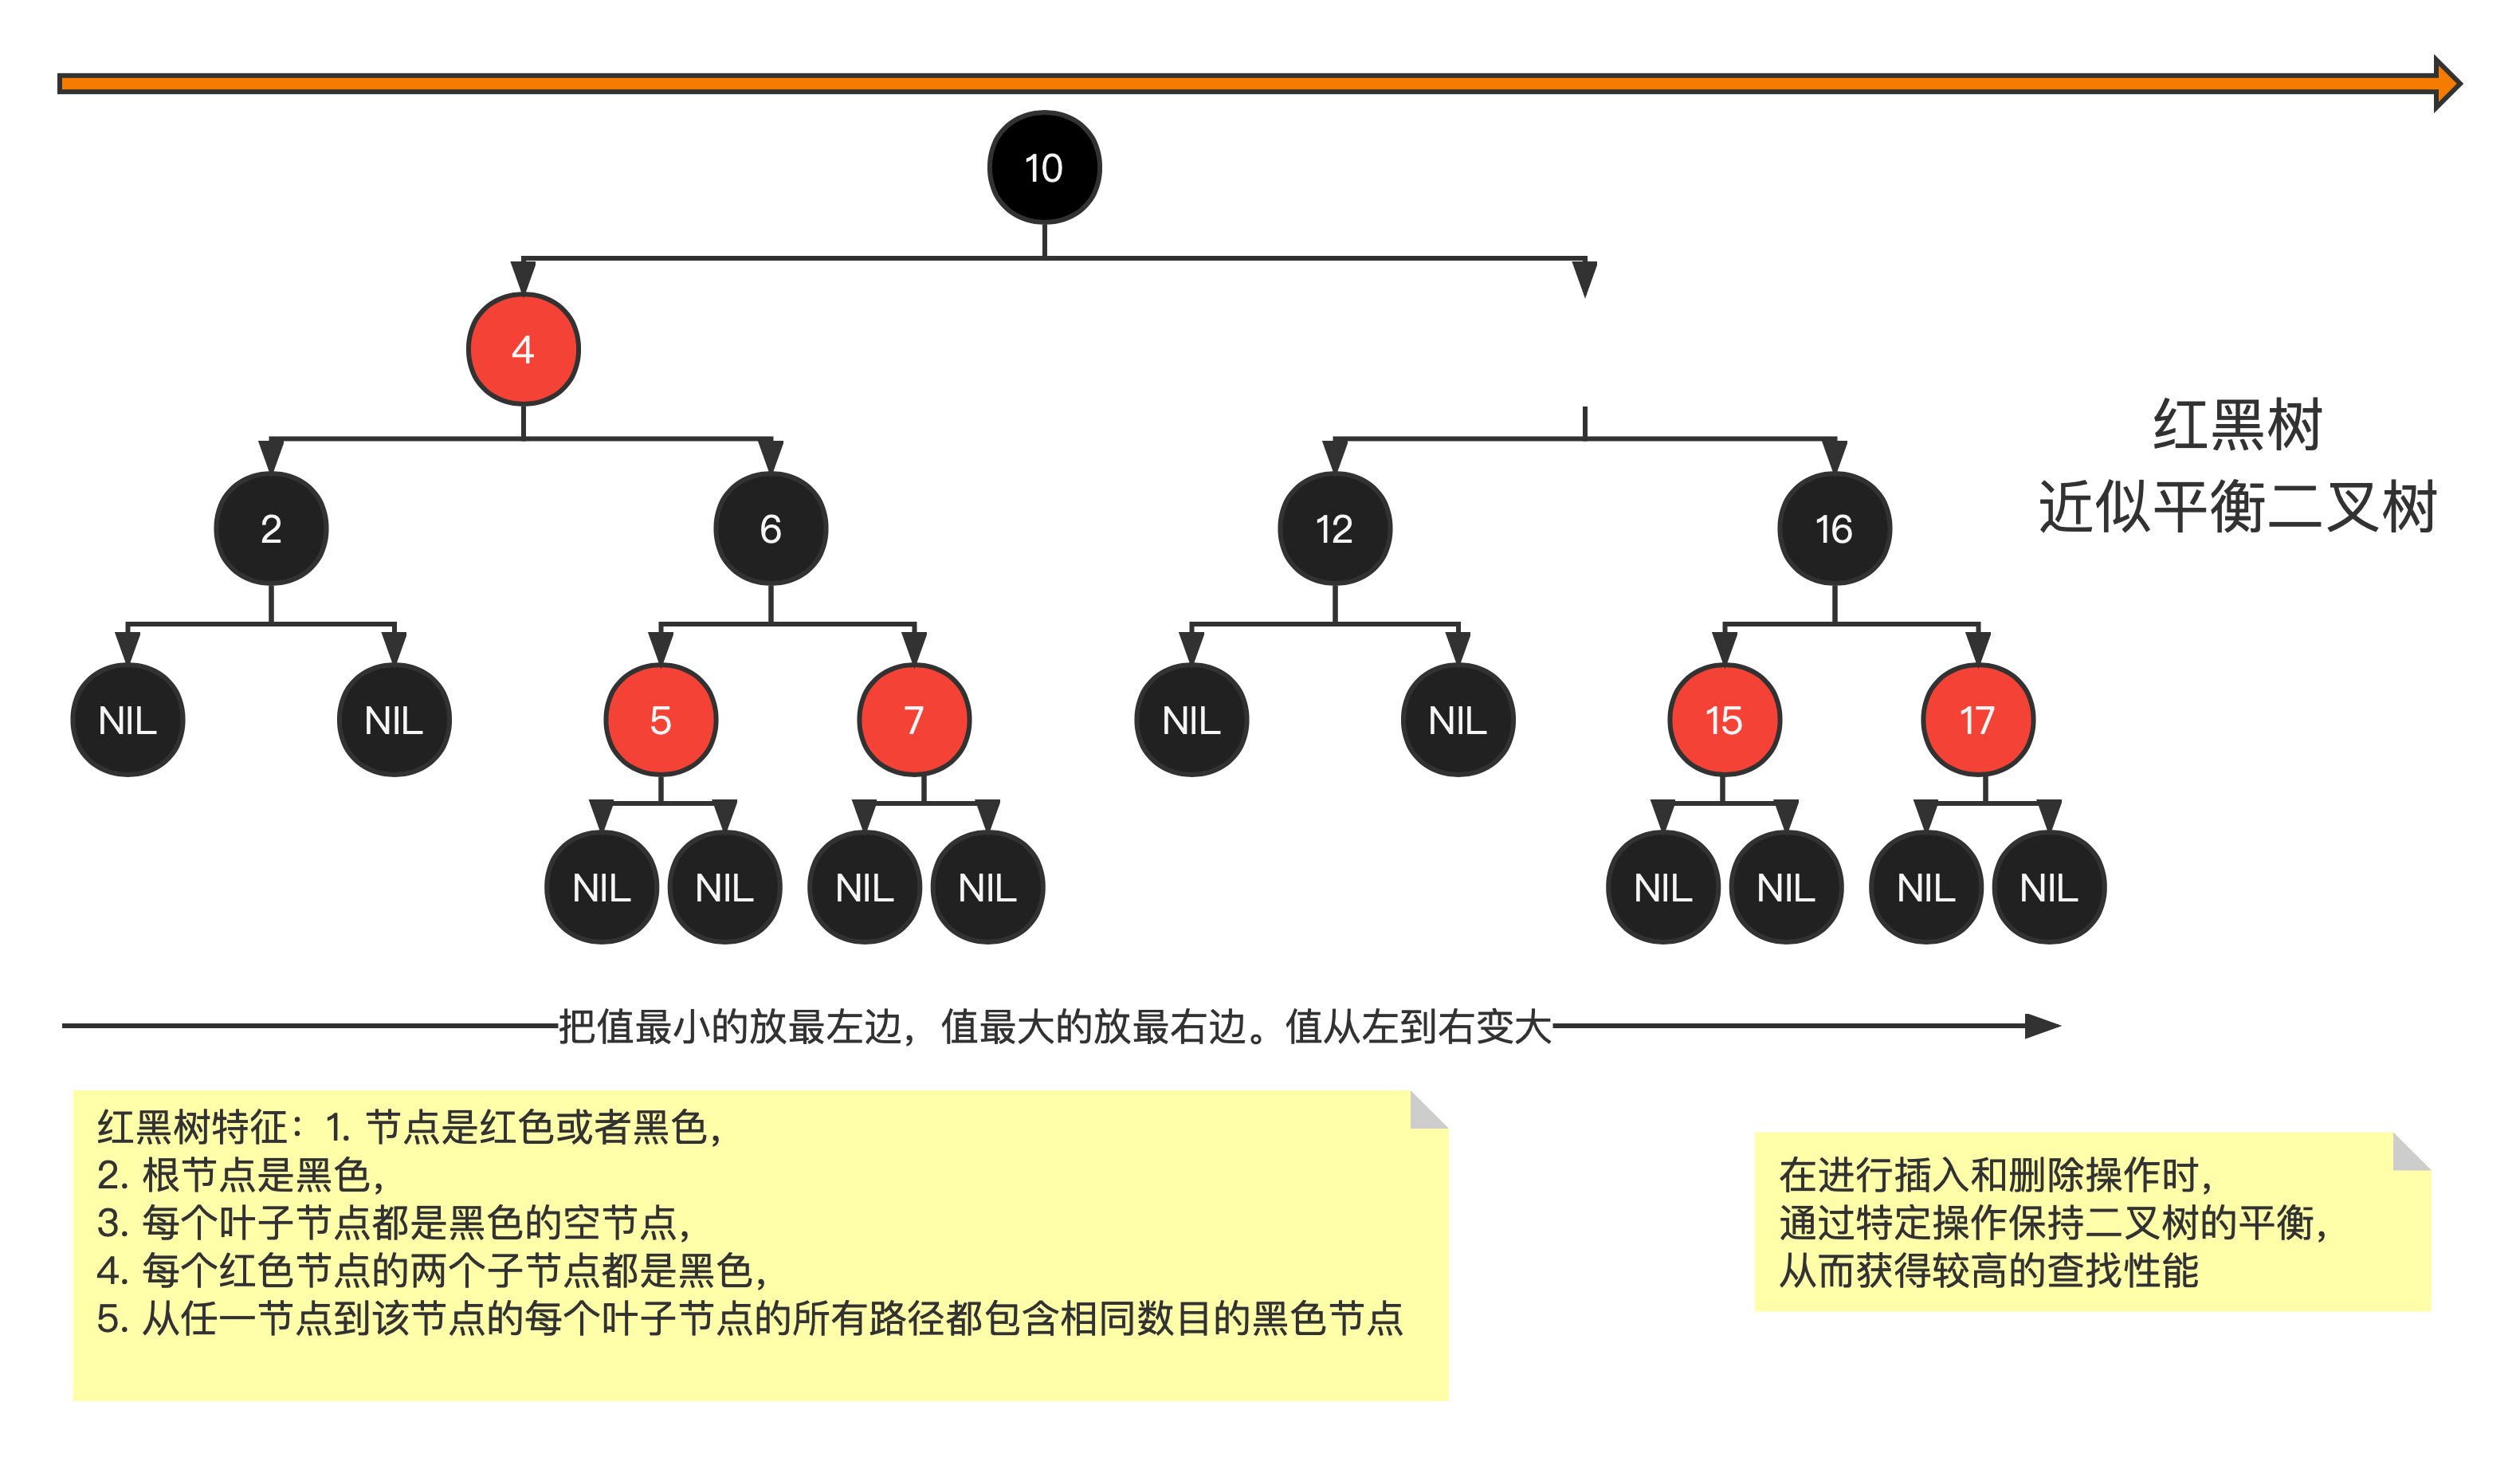 10
4
红黑树
近似平衡二叉树
2
6
12
16
NIL
NIL
5
7
NIL
NIL
15
17
NIL
NIL
NIL
NIL
NIL
NIL
NIL
NIL
把值最小的放最左边，值最大的放最右边。值从左到右变大
红黑树特征：1. 节点是红色或者黑色，
2. 根节点是黑色，
3. 每个叶子节点都是黑色的空节点，
4. 每个红色节点的两个子节点都是黑色，
5. 从任一节点到该节点的每个叶子节点的所有路径都包含相同数目的黑色节点
在进行插入和删除操作时，
通过特定操作保持二叉树的平衡，
从而获得较高的查找性能